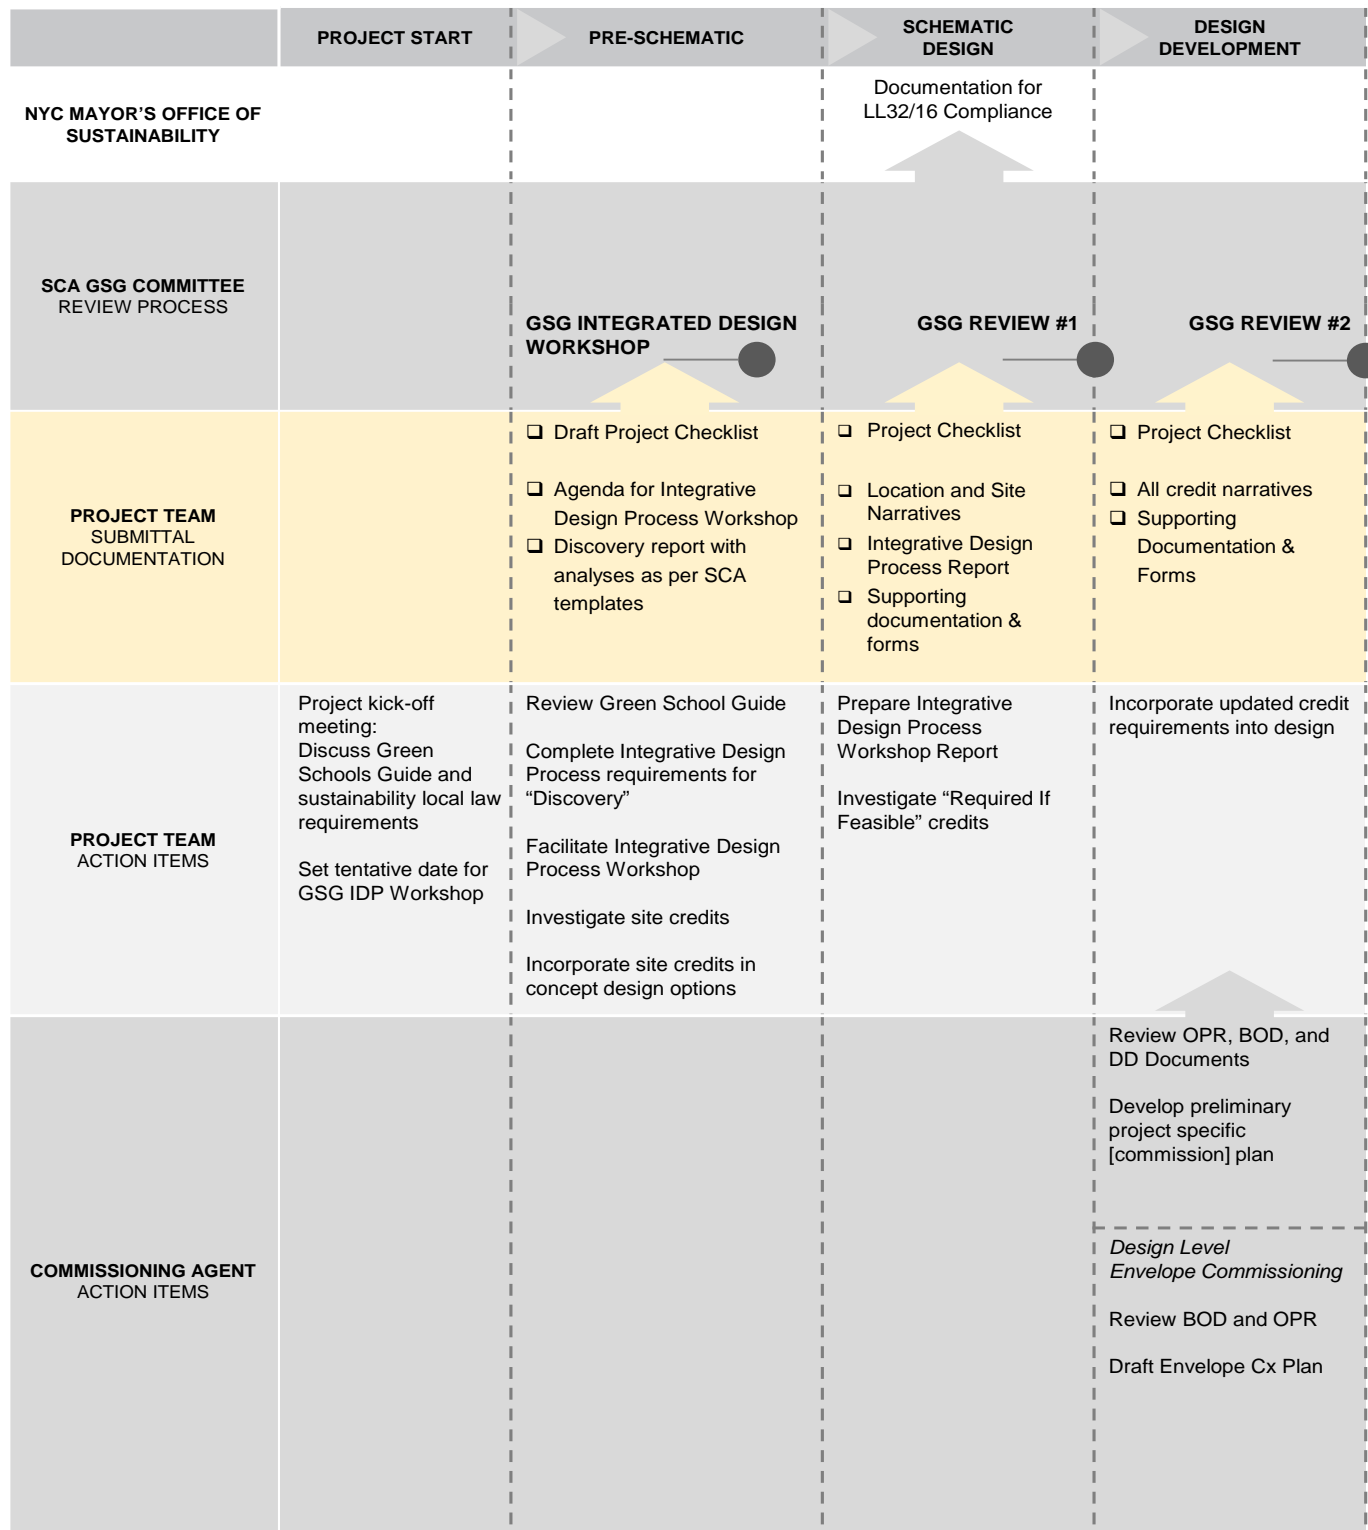 PROJECT START
PRE-SCHEMATIC
SCHEMATIC
DESIGN
DESIGN
DEVELOPMENT
NYC MAYOR’S OFFICE OF
SUSTAINABILITY
Documentation for
LL32/16 Compliance
SCA GSG COMMITTEE
REVIEW PROCESS
GSG INTEGRATED DESIGN
WORKSHOP
GSG REVIEW #1
GSG REVIEW #2
PROJECT TEAM
SUBMITTAL
DOCUMENTATION
❑ Draft Project Checklist
❑ Agenda for Integrative
Design Process Workshop
❑ Discovery report with
analyses as per SCA
templates
❑ Project Checklist
❑ Location and Site
Narratives
❑ Integrative Design
Process Report
❑ Supporting
documentation &
forms
❑ Project Checklist
❑ All credit narratives
❑ Supporting
Documentation &
Forms
PROJECT TEAM
ACTION ITEMS
Project kick-off
meeting:
Discuss Green
Schools Guide and
sustainability local law
requirements
Set tentative date for
GSG IDP Workshop
Review Green School Guide
Complete Integrative Design
Process requirements for
“Discovery”
Facilitate Integrative Design
Process Workshop
Investigate site credits
Incorporate site credits in
concept design options
Prepare Integrative
Design Process
Workshop Report
Investigate “Required If
Feasible” credits
Incorporate updated credit
requirements into design
COMMISSIONING AGENT
ACTION ITEMS
Review OPR, BOD, and
DD Documents
Develop preliminary
project specific
[commission] plan
Design Level
Envelope Commissioning
Review BOD and OPR
Draft Envelope Cx Plan